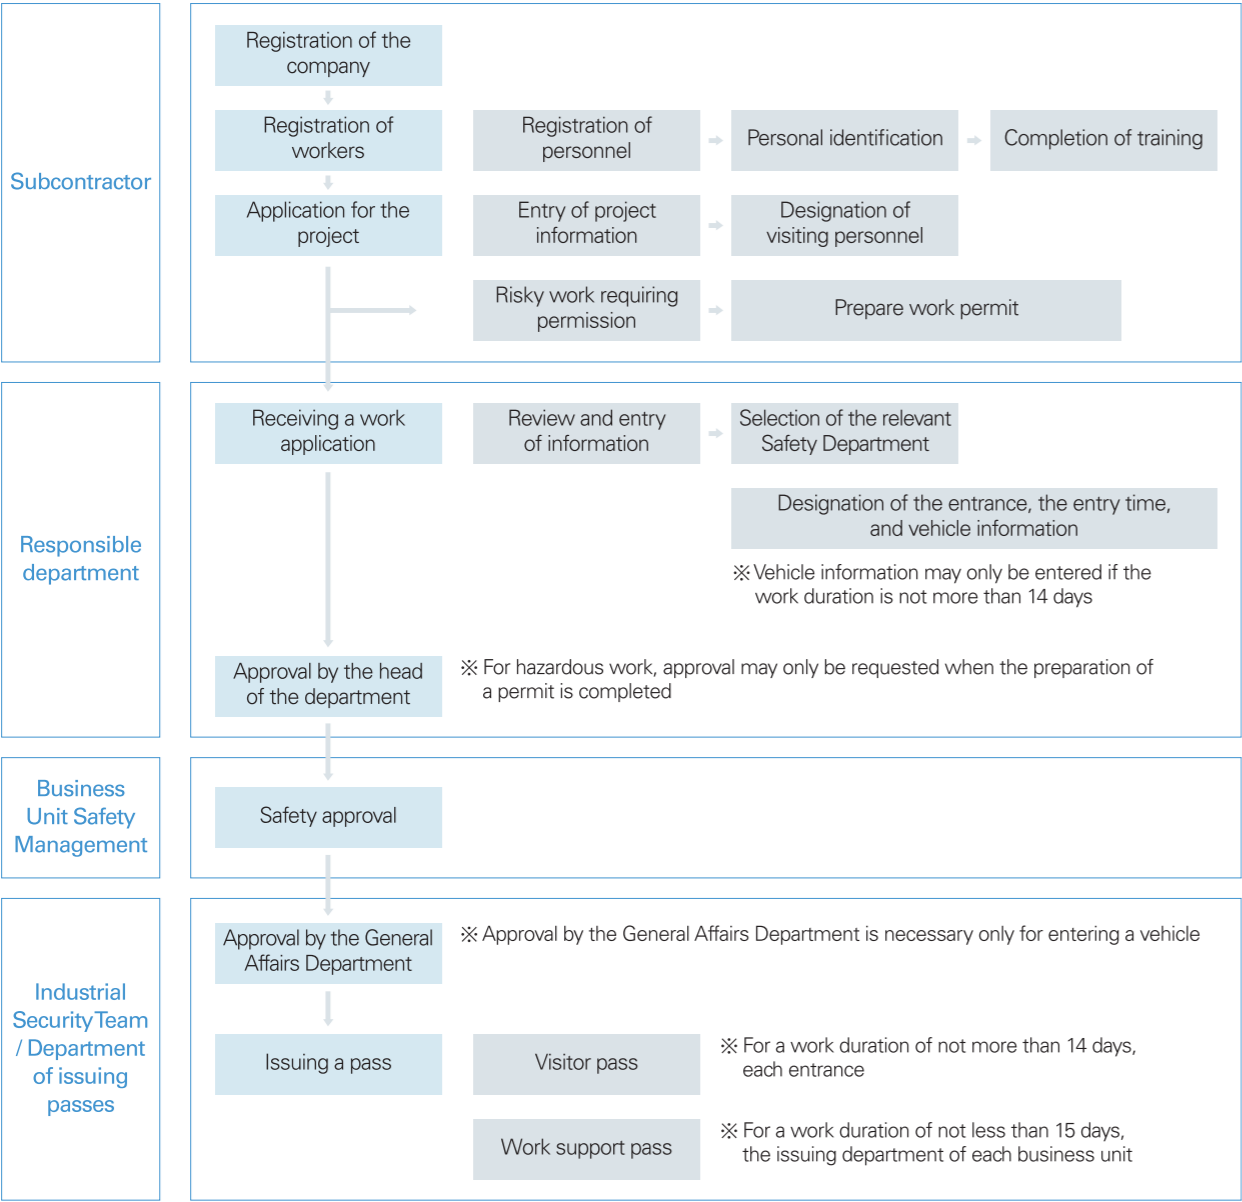 Subcontractor
Registration of the
company
Registration of
workers
Registration of
personnel
Personal identification
Completion of training
Application for the
project
Entry of project
information
Designation of
visiting personnel
Risky work requiring
permission
Prepare work permit
Responsible
department
Receiving a work
application
Review and entry
of information
Selection of the relevant
Safety Department
Designation of the entrance, the entry time,
and vehicle information
※ Vehicle information may only be entered if the
work duration is not more than 14 days
Approval by the head
of the department
※ For hazardous work, approval may only be requested when the preparation of
a permit is completed
Business
Unit Safety
Management
Safety approval
Industrial
Security Team
/ Department
of issuing
passes
Approval by the General
Affairs Department
※ Approval by the General Affairs Department is necessary only for entering a vehicle
Issuing a pass
Visitor pass
※ For a work duration of not more than 14 days,
each entrance
Work support pass
※ For a work duration of not less than 15 days,
the issuing department of each business unit